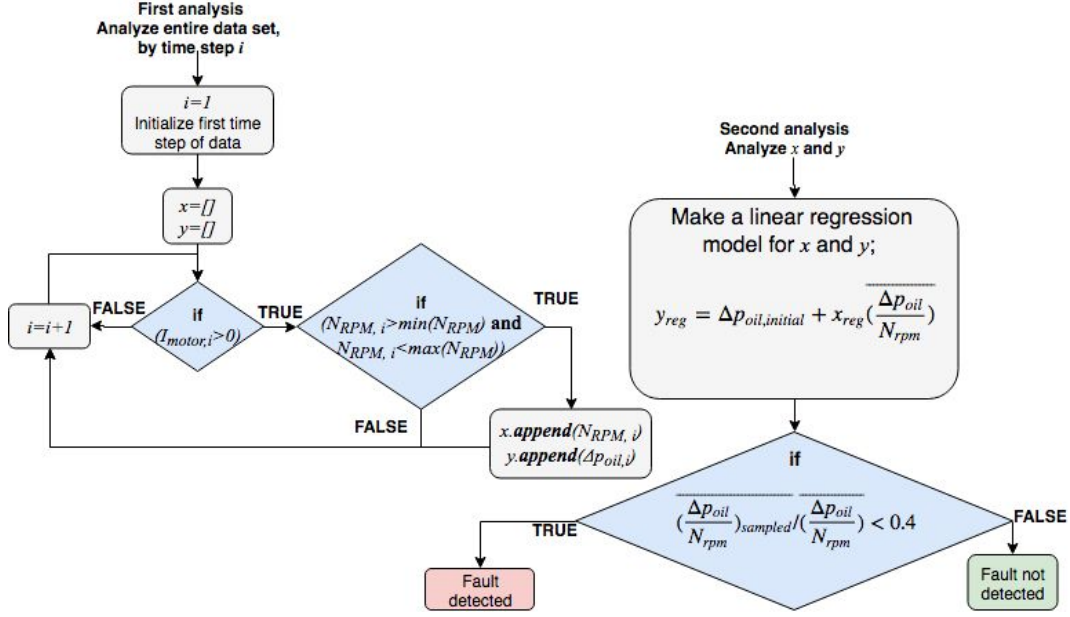 First analysis
Analyze entire data set,
by time step i
i=1
Initialize first time
step of data
x=[]
y=[]
i=i+1
FALSE
if
(I_motor,i>0)
TRUE
if
(N_RPM, i>min(N_RPM) and
N_RPM, i<max(N_RPM))
TRUE
FALSE
x.append(N_RPM, i)
y.append(Δp_oil,i)
Second analysis
Analyze x and y
Make a linear regression
model for x and y;
y_reg = Δp_oil,initial + x_reg(Δp_oil/N_rpm)
if
(Δp_oil/N_rpm)_sampled/(Δp_oil/N_rpm) < 0.4
TRUE
FALSE
Fault
detected
Fault not
detected